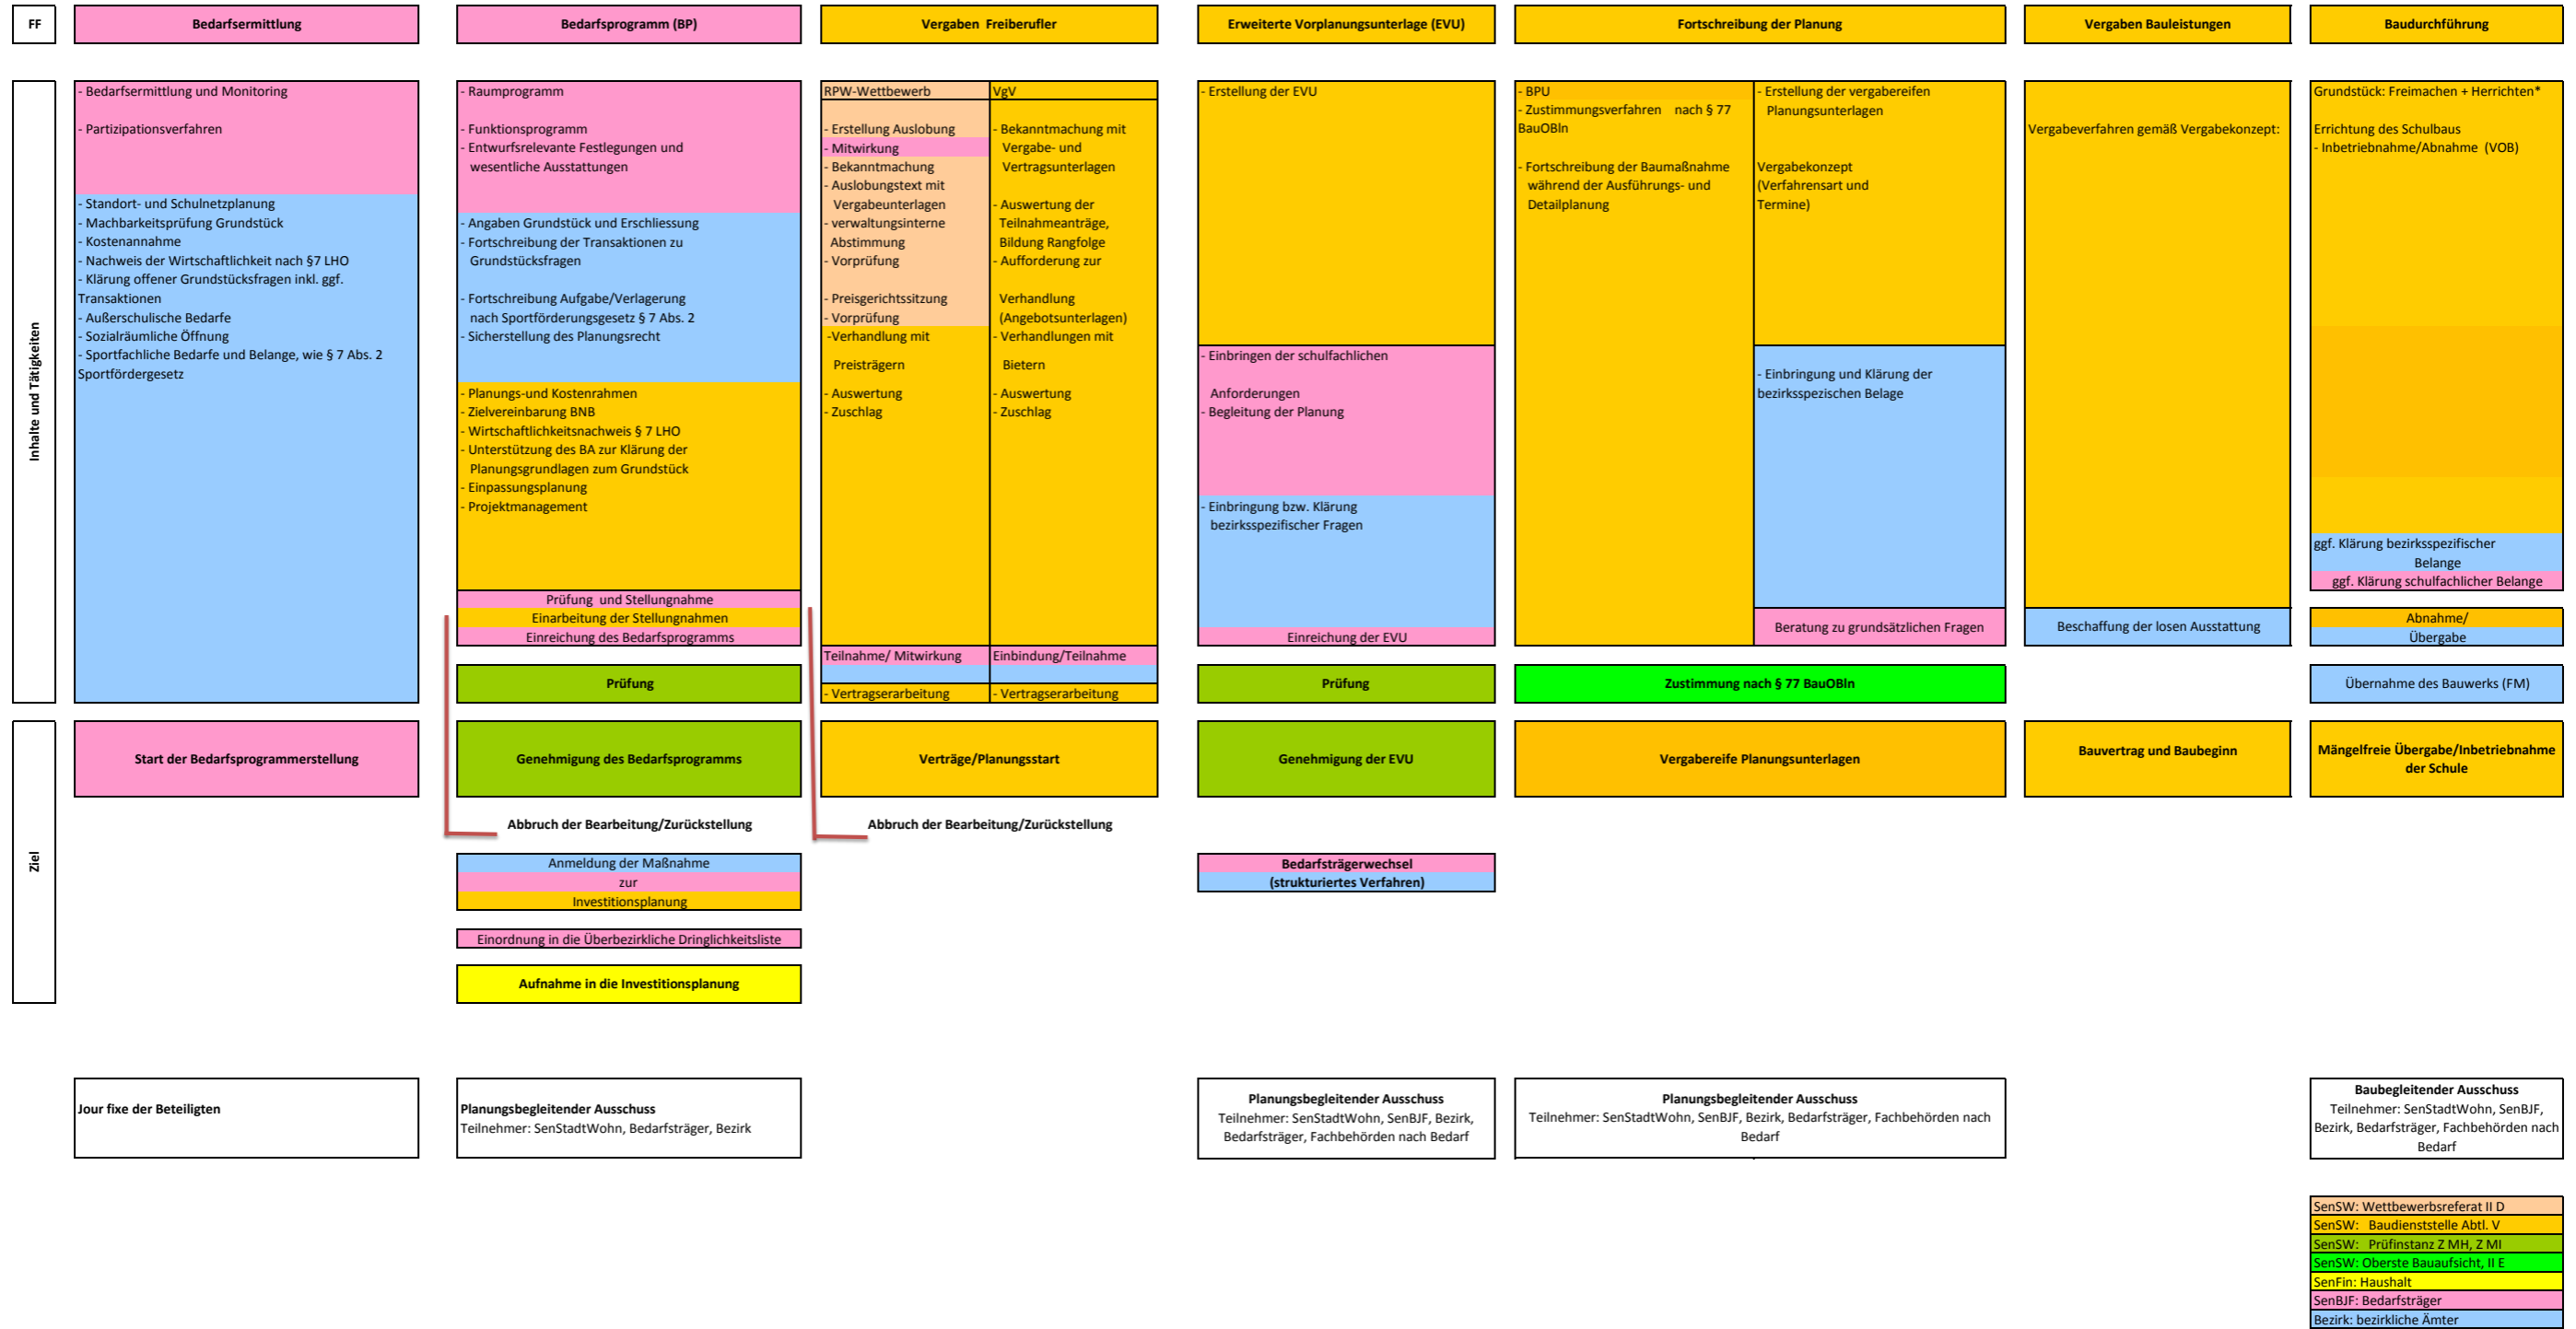 FF
Bedarfsermittlung
Bedarfsprogramm (BP)
Vergaben Freiberufler
Erweiterte Vorplanungsunterlage (EVU)
Fortschreibung der Planung
Vergaben Bauleistungen
Baudurchführung
Inhalte und Tätigkeiten
- Bedarfsermittlung und Monitoring
- Partizipationsverfahren
- Standort- und Schulnetzplanung
- Machbarkeitsprüfung Grundstück
- Kostenannahme
- Nachweis der Wirtschaftlichkeit nach §7 LHO
- Klärung offener Grundstücksfragen inkl. ggf.
Transaktionen
- Außerschulische Bedarfe
- Sozialräumliche Öffnung
- Sportfachliche Bedarfe und Belange, wie § 7 Abs. 2
Sportfördergesetz
- Raumprogramm
- Funktionsprogramm
- Entwurfsrelevante Festlegungen und
wesentliche Ausstattungen
- Angaben Grundstück und Erschliessung
- Fortschreibung der Transaktionen zu
Grundstücksfragen
- Fortschreibung Aufgabe/Verlagerung
nach Sportförderungsgesetz § 7 Abs. 2
- Sicherstellung des Planungsrecht
- Planungs-und Kostenrahmen
- Zielvereinbarung BNB
- Wirtschaftlichkeitsnachweis § 7 LHO
- Unterstützung des BA zur Klärung der
Planungsgrundlagen zum Grundstück
- Einpassungsplanung
- Projektmanagement
Prüfung und Stellungnahme
Einarbeitung der Stellungnahmen
Einreichung des Bedarfsprogramms
Prüfung
RPW-Wettbewerb
- Erstellung Auslobung
- Mitwirkung
- Bekanntmachung
- Auslobungstext mit
Vergabeunterlagen
- verwaltungsinterne
Abstimmung
- Vorprüfung
- Preisgerichtssitzung
- Vorprüfung
-Verhandlung mit
Preisträgern
- Auswertung
- Zuschlag
Teilnahme/ Mitwirkung
- Vertragserarbeitung
VgV
- Bekanntmachung mit
Vergabe- und
Vertragsunterlagen
- Auswertung der
Teilnahmeanträge,
Bildung Rangfolge
- Aufforderung zur
Verhandlung
(Angebotsunterlagen)
- Verhandlungen mit
Bietern
- Auswertung
- Zuschlag
Einbindung/Teilnahme
- Vertragserarbeitung
- Erstellung der EVU
- Einbringen der schulfachlichen
Anforderungen
- Begleitung der Planung
- Einbringung bzw. Klärung
bezirksspezifischer Fragen
Einreichung der EVU
Prüfung
- BPU
- Zustimmungsverfahren nach § 77
BauOBln
- Fortschreibung der Baumaßnahme
während der Ausführungs- und
Detailplanung
- Erstellung der vergabereifen
Planungsunterlagen
Vergabekonzept
(Verfahrensart und
Termine)
- Einbringung und Klärung der
bezirksspezischen Belage
Beratung zu grundsätzlichen Fragen
Zustimmung nach § 77 BauOBln
Vergabeverfahren gemäß Vergabekonzept:
Beschaffung der losen Ausstattung
Grundstück: Freimachen + Herrichten*
Errichtung des Schulbaus
- Inbetriebnahme/Abnahme (VOB)
ggf. Klärung bezirksspezifischer
Belange
ggf. Klärung schulfachlicher Belange
Abnahme/
Übergabe
Übernahme des Bauwerks (FM)
Ziel
Start der Bedarfsprogrammerstellung
Genehmigung des Bedarfsprogramms
Verträge/Planungsstart
Genehmigung der EVU
Vergabereife Planungsunterlagen
Bauvertrag und Baubeginn
Mängelfreie Übergabe/Inbetriebnahme
der Schule
Abbruch der Bearbeitung/Zurückstellung
Abbruch der Bearbeitung/Zurückstellung
Anmeldung der Maßnahme
zur
Investitionsplanung
Bedarfsträgerwechsel
(strukturiertes Verfahren)
Einordnung in die Überbezirkliche Dringlichkeitsliste
Aufnahme in die Investitionsplanung
Jour fixe der Beteiligten
Planungsbegleitender Ausschuss
Teilnehmer: SenStadtWohn, Bedarfsträger, Bezirk
Planungsbegleitender Ausschuss
Teilnehmer: SenStadtWohn, SenBJF, Bezirk,
Bedarfsträger, Fachbehörden nach Bedarf
Planungsbegleitender Ausschuss
Teilnehmer: SenStadtWohn, SenBJF, Bezirk, Bedarfsträger, Fachbehörden nach
Bedarf
Baubegleitender Ausschuss
Teilnehmer: SenStadtWohn, SenBJF,
Bezirk, Bedarfsträger, Fachbehörden nach
Bedarf
SenSW: Wettbewerbsreferat II D
SenSW: Baudienststelle Abtl. V
SenSW: Prüfinstanz Z MH, Z MI
SenSW: Oberste Bauaufsicht, II E
SenFin: Haushalt
SenBJF: Bedarfsträger
Bezirk: bezirkliche Ämter